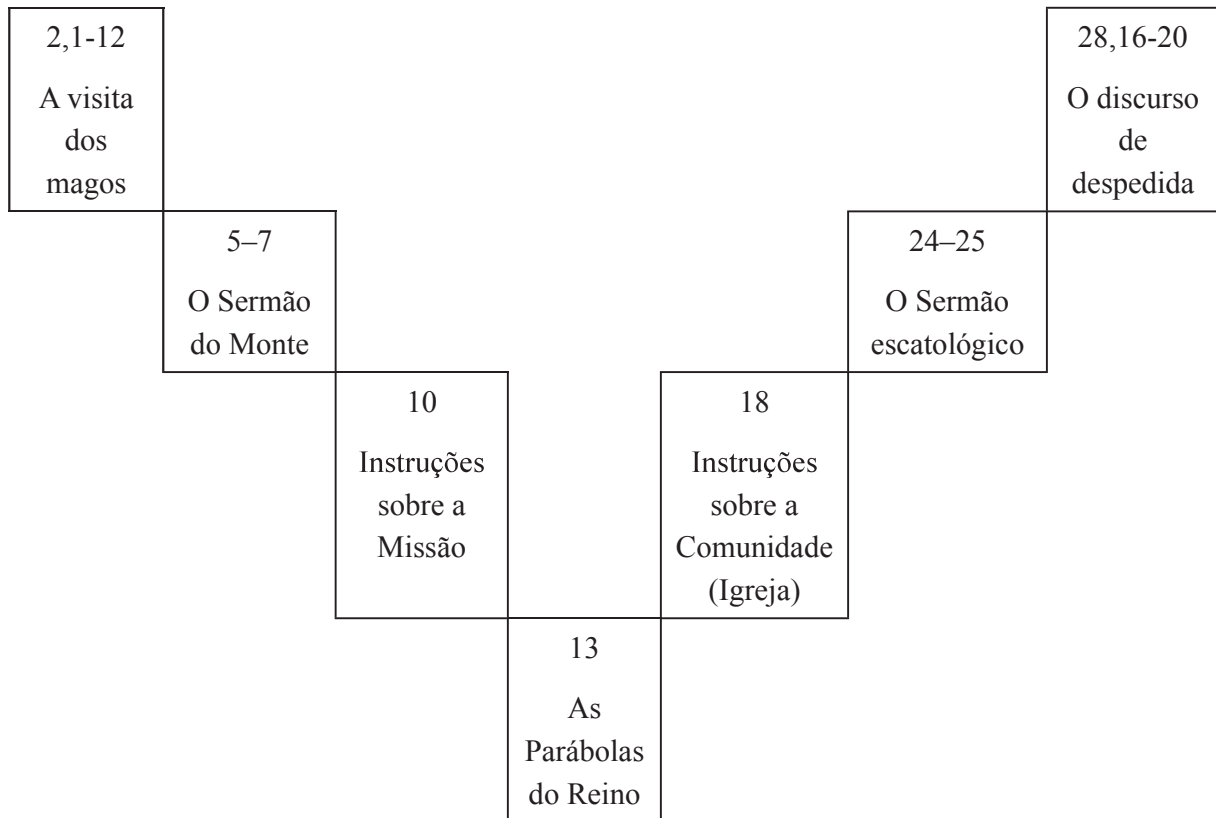 2,1-12
A visita
dos
magos
28,16-20
O discurso
de
despedida
5–7
O Sermão
do Monte
24–25
O Sermão
escatológico
10
Instruções
sobre a
Missão
18
Instruções
sobre a
Comunidade
(Igreja)
13
As
Parábolas
do Reino